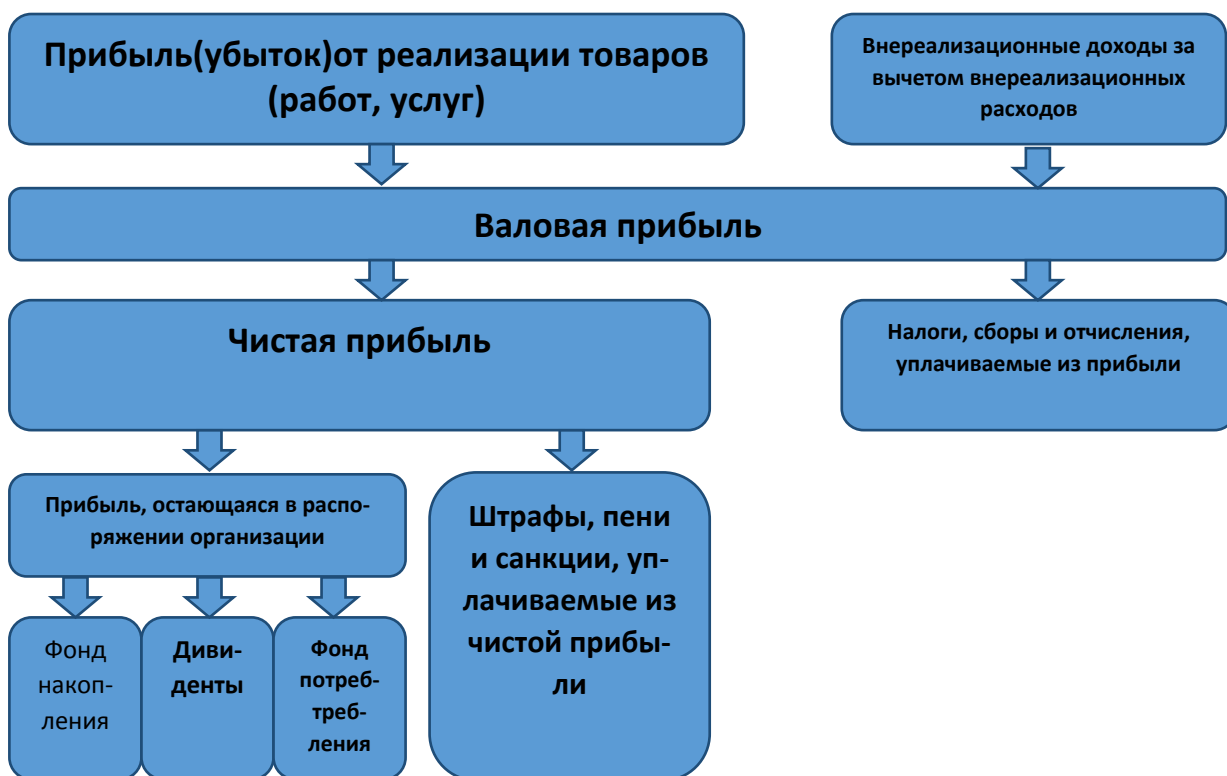 Прибыль(убыток)от реализации товаров
(работ, услуг)
Внереализационные доходы за
вычетом внереализационных
расходов
Валовая прибыль
Чистая прибыль
Налоги, сборы и отчисления,
уплачиваемые из прибыли
Прибыль, остающаяся в распо-
ряжении организации
Штрафы, пени
и санкции, уп-
лачиваемые из
чистой прибы-
ли
Фонд
накоп-
ления
Диви-
денты
Фонд
потреб-
треб-
ления